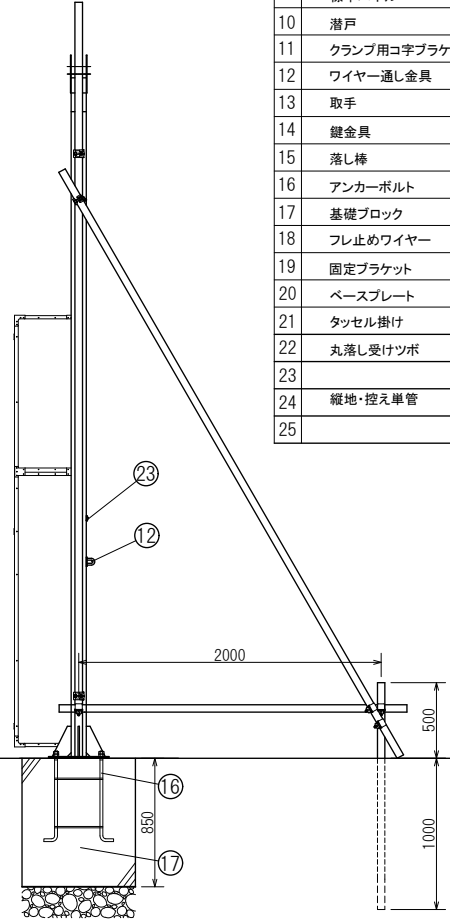 10 潜戸
11 クランプ用コ字ブラケ
12 ワイヤー通し金具
13 取手
14 鍵金具
15 落し棒
16 アンカーボルト
17 基礎ブロック
18 フレ止めワイヤー
19 固定ブラケット
20 ベースプレート
21 タッセル掛け
22 丸落し受けツボ
23
24 縦地・控え単管
25
23
12
2000
500
16
850
1000
17